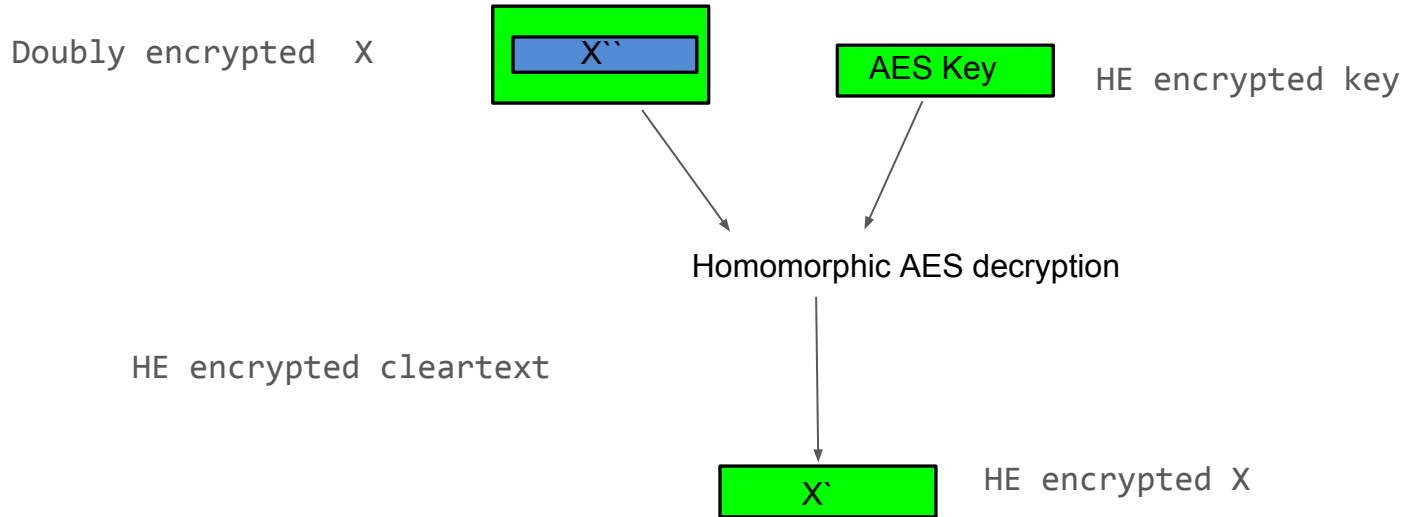 Doubly encrypted X
X``
AES Key
HE encrypted key
Homomorphic AES decryption
HE encrypted cleartext
X`
HE encrypted X